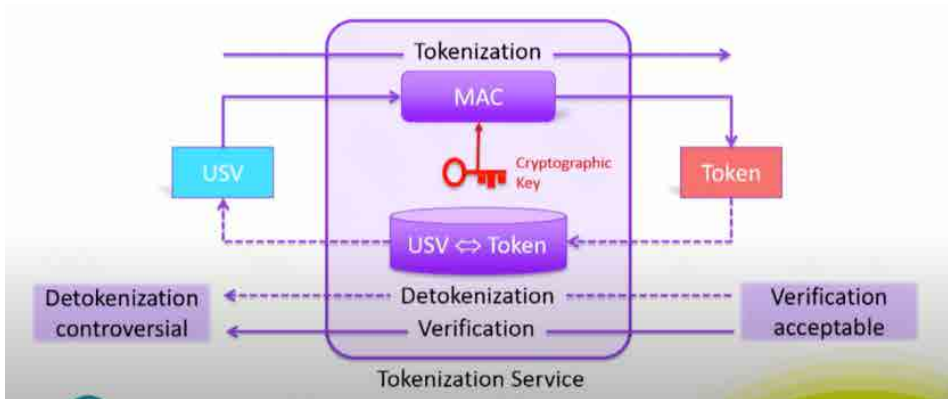 Tokenization
MAC
USV
Cryptographic
Key
Token
USV ⇔ Token
Detokenization
controversial
Detokenization
Verification
Verification
acceptable
Tokenization Service